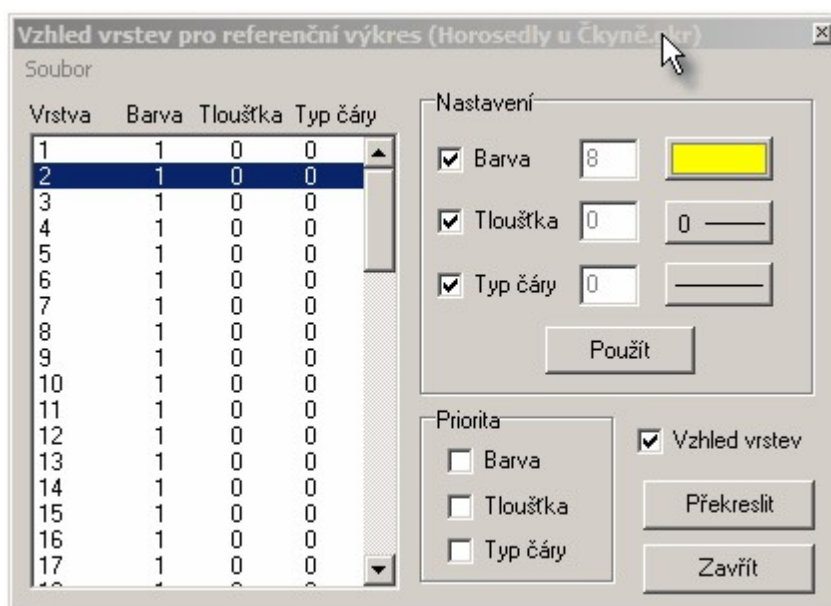 Vzhled vrstev pro referenční výkres (Horosedly u Čkyně.gkr)
Soubor
Vrstva Barva Tloušťka Typ čáry
1 1 0 0
2 1 0 0
3 1 0 0
4 1 0 0
5 1 0 0
6 1 0 0
7 1 0 0
8 1 0 0
9 1 0 0
10 1 0 0
11 1 0 0
12 1 0 0
13 1 0 0
14 1 0 0
15 1 0 0
16 1 0 0
17 1 0 0
Nastavení
Barva 8
Tloušťka 0 0
Typ čáry 0
Použít
Priorita
Barva
Tloušťka
Typ čáry
Vzhled vrstev
Překreslit
Zavřít